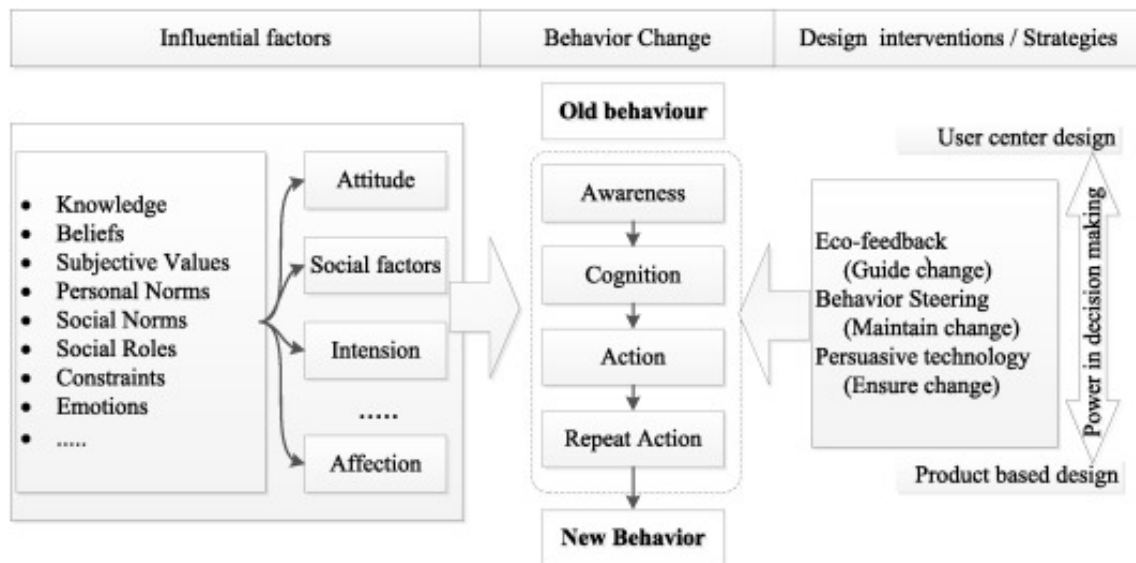 Influential factors
Behavior Change
Design interventions / Strategies
Knowledge
Beliefs
Subjective Values
Personal Norms
Social Norms
Social Roles
Constraints
Emotions
.....
Attitude
Social factors
Intension
.....
Affection
Old behaviour
Awareness
Cognition
Action
Repeat Action
New Behavior
User center design
Eco-feedback
(Guide change)
Behavior Steering
(Maintain change)
Persuasive technology
(Ensure change)
Power in decision making
Product based design